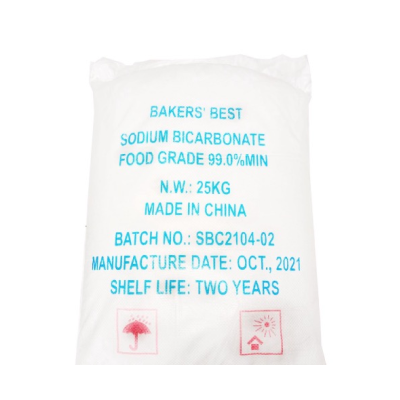 BAKERS' BEST
SODIUM BICARBONATE
FOOD GRADE 99.0%MIN
N.W.: 25KG
MADE IN CHINA
BATCH NO.: SBC2104-02
MANUFACTURE DATE: OCT., 2021
SHELF LIFE: TWO YEARS